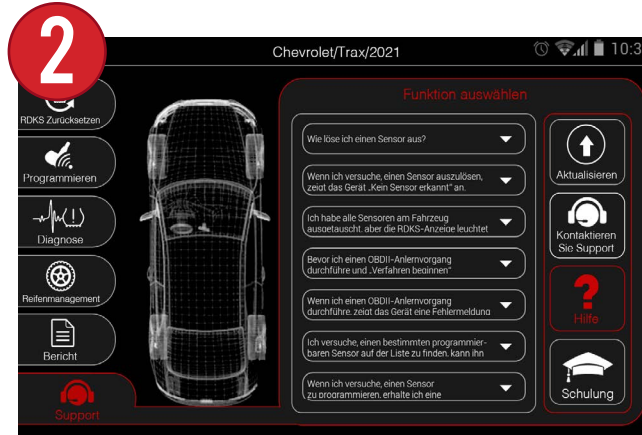 2
Chevrolet/Trax/2021
10:3
RDKS Zurücksetzen
Programmieren
Diagnose
Reifenmanagement
Bericht
Support
Funktion auswählen
Wie löse ich einen Sensor aus?
Wenn ich versuche, einen Sensor auszulösen,
zeigt das Gerät „Kein Sensor erkannt“ an.
Ich habe alle Sensoren am Fahrzeug
ausgetauscht, aber die RDKS-Anzeige leuchtet
Bevor ich einen OBDII-Anlernvorgang
durchführe und „Verfahren beginnen“
Wenn ich einen OBDII-Anlernvorgang
durchführe, zeigt das Gerät eine Fehlermeldung
Ich versuche, einen bestimmten programmier-
baren Sensor auf der Liste zu finden, kann ihn
Wenn ich versuche, einen Sensor
zu programmieren, erhalte ich eine
Aktualisieren
Kontaktieren
Sie Support
?
Hilfe
Schulung